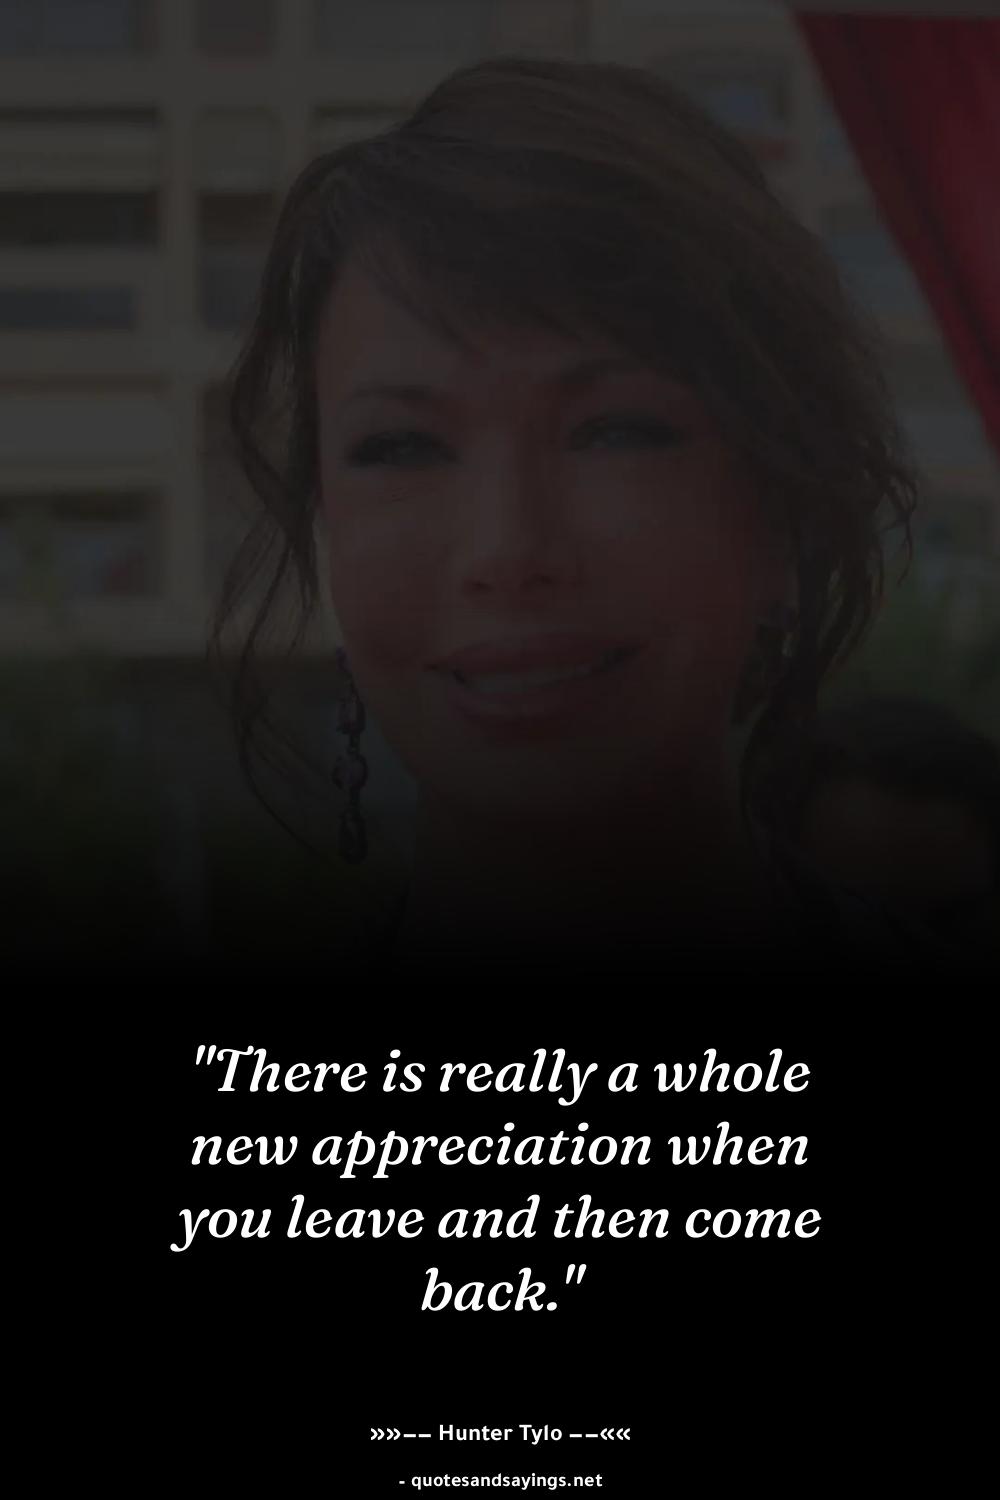 "There is really a whole
new appreciation when
you leave and then come
back."
»»–– Hunter Tylo ––««
- quotesandsayings.net